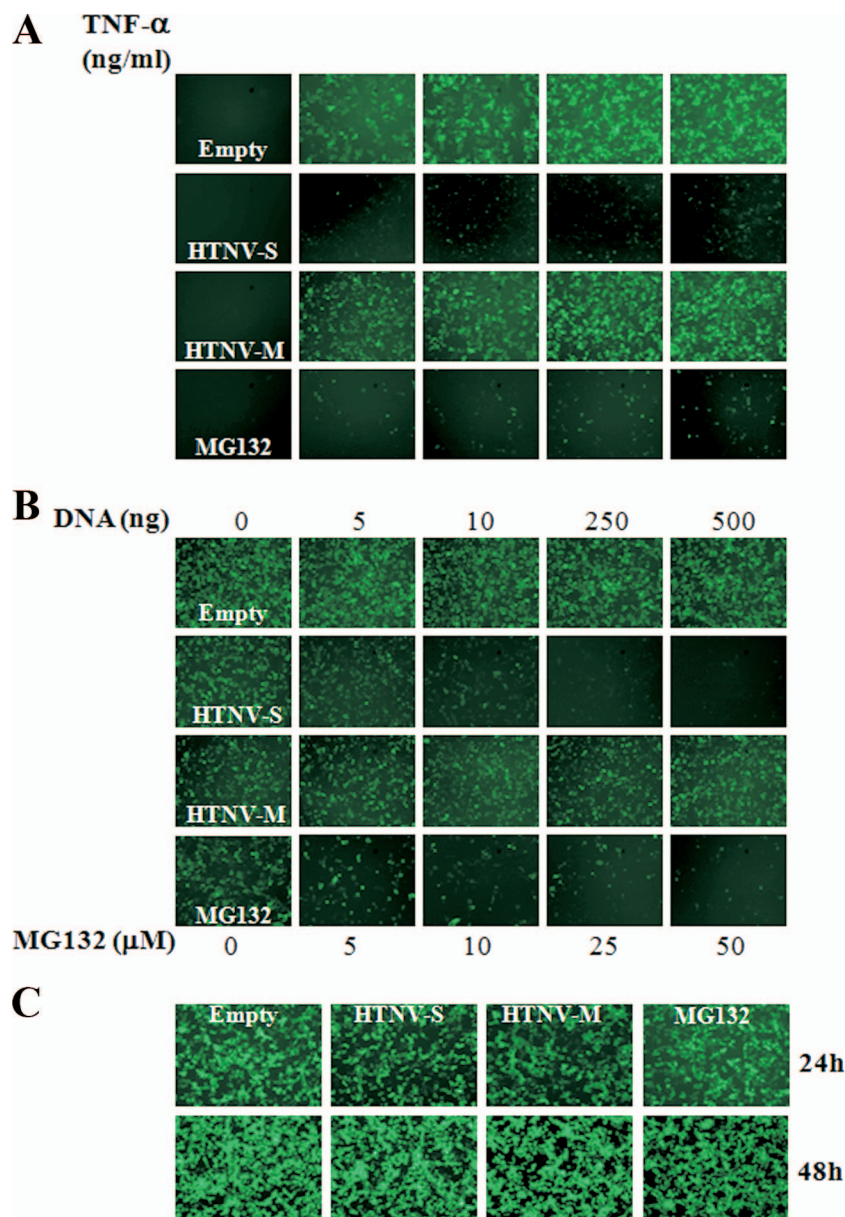 A
TNF-α
(ng/ml)
Empty
HTNV-S
HTNV-M
MG132
B
DNA (ng) 0 5 10 250 500
Empty
HTNV-S
HTNV-M
MG132
MG132 (μM) 0 5 10 25 50
C
Empty HTNV-S HTNV-M MG132
24h
48h